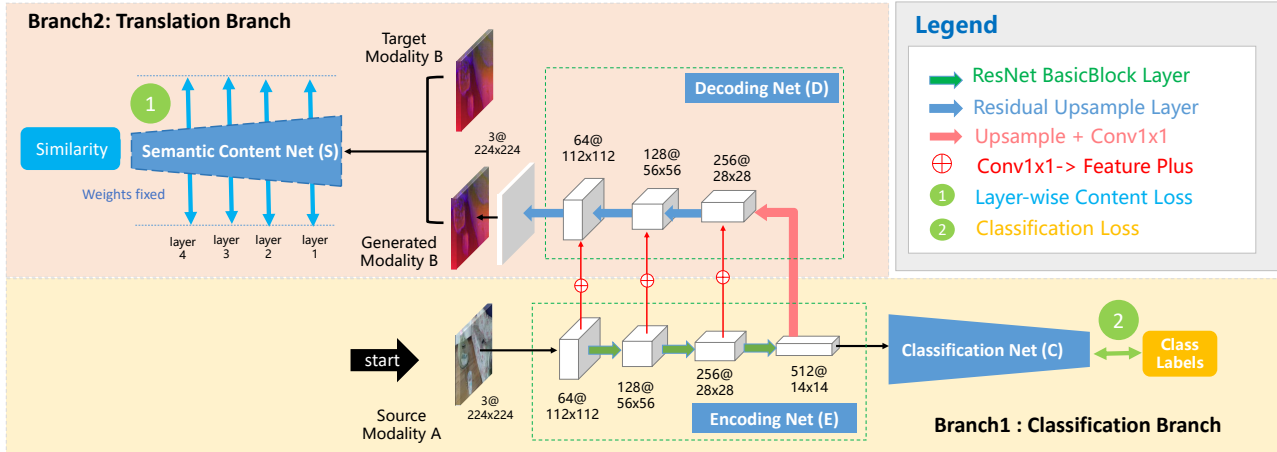 Branch2: Translation Branch
Target
Modality B
1
Similarity
Semantic Content Net (S)
Weights fixed
layer
4
layer
3
layer
2
layer
1
3@
224x224
Generated
Modality B
Decoding Net (D)
64@
112x112
128@
56x56
256@
28x28
Legend
ResNet BasicBlock Layer
Residual Upsample Layer
Upsample + Conv1x1
Conv1x1-> Feature Plus
1
Layer-wise Content Loss
2
Classification Loss
start
3@
224x224
Source
Modality A
64@
112x112
128@
56x56
256@
28x28
512@
14x14
Encoding Net (E)
Classification Net (C)
2
Class
Labels
Branch1 : Classification Branch